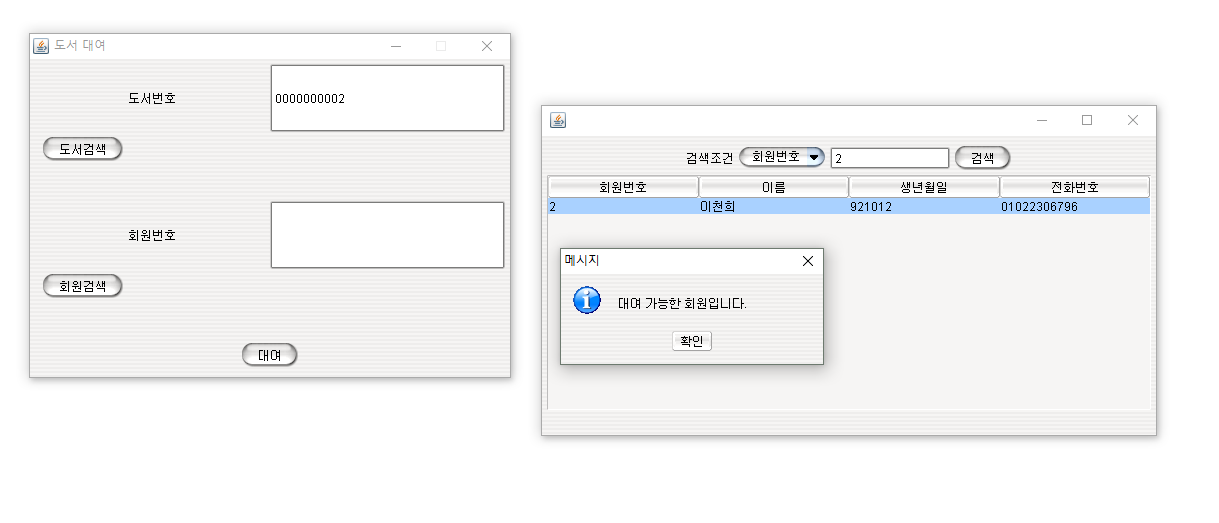 도서 대여
도서번호
0000000002
도서검색
회원번호
회원검색
대여
검색조건 회원번호 2 검색
회원번호 이름 생년월일 전화번호
2 이천희 921012 01022306796
메시지
대여 가능한 회원입니다.
확인